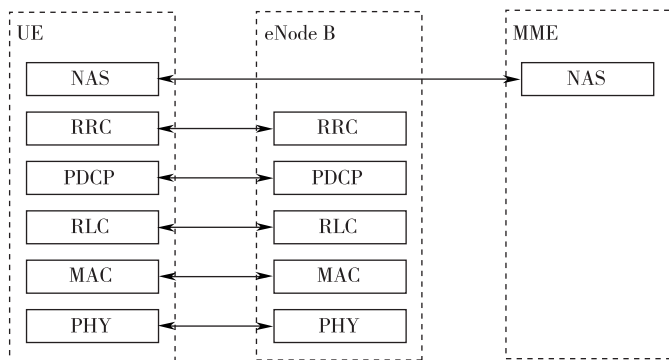 UE eNode B MME
NAS NAS
RRC RRC
PDCP PDCP
RLC RLC
MAC MAC
PHY PHY